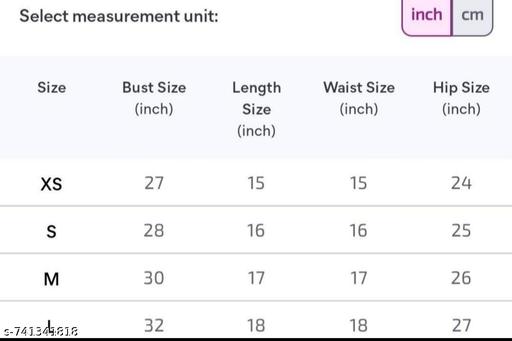 Select measurement unit:
inch cm
Size Bust Size Length Waist Size Hip Size
(inch) Size (inch) (inch)
(inch)
XS 27 15 15 24
S 28 16 16 25
M 30 17 17 26
L 32 18 18 27
s-741341818